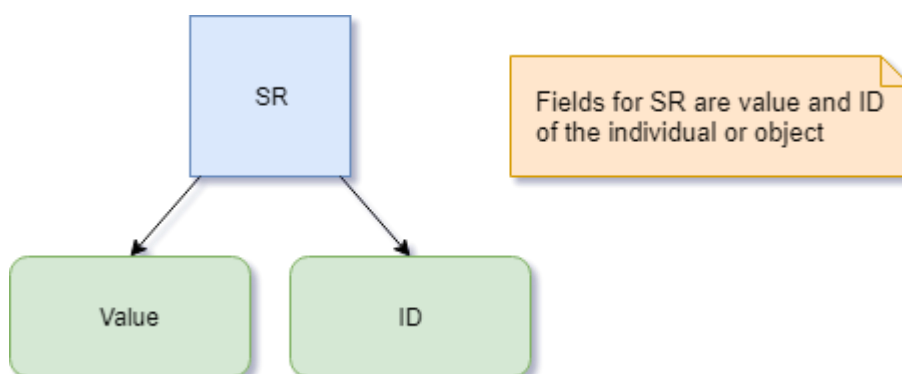 SR
Fields for SR are value and ID
of the individual or object
Value
ID